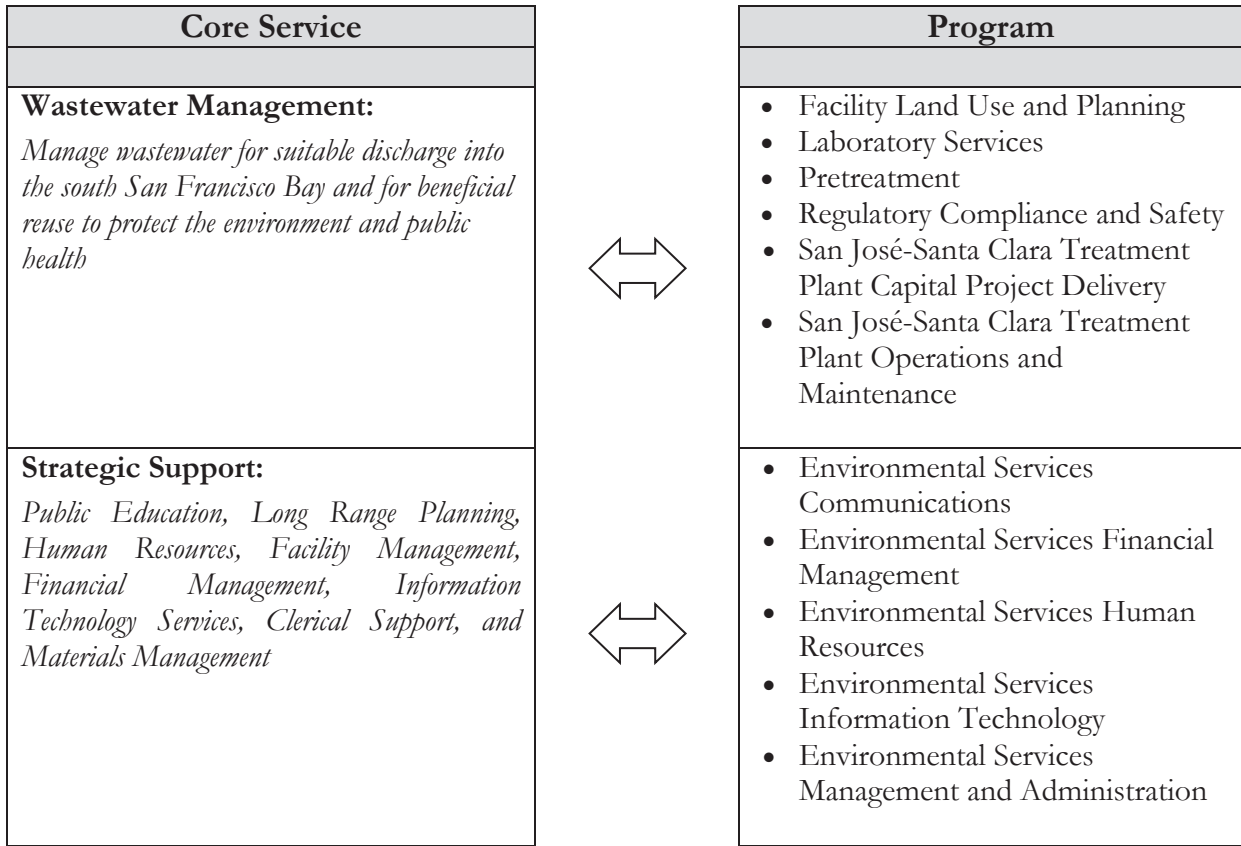 Core Service
Program
Wastewater Management:
Manage wastewater for suitable discharge into
the south San Francisco Bay and for beneficial
reuse to protect the environment and public
health
• Facility Land Use and Planning
• Laboratory Services
• Pretreatment
• Regulatory Compliance and Safety
• San José-Santa Clara Treatment
Plant Capital Project Delivery
• San José-Santa Clara Treatment
Plant Operations and
Maintenance
Strategic Support:
Public Education, Long Range Planning,
Human Resources, Facility Management,
Financial Management, Information
Technology Services, Clerical Support, and
Materials Management
• Environmental Services
Communications
• Environmental Services Financial
Management
• Environmental Services Human
Resources
• Environmental Services
Information Technology
• Environmental Services
Management and Administration